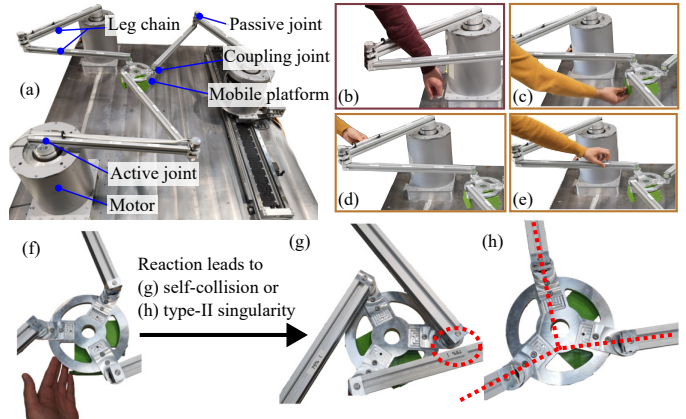 Leg chain
Passive joint
Coupling joint
Mobile platform
(a)
Active joint
Motor
(b)
(c)
(d)
(e)
(f)
Reaction leads to
(g) self-collision or
(h) type-II singularity
(g)
(h)